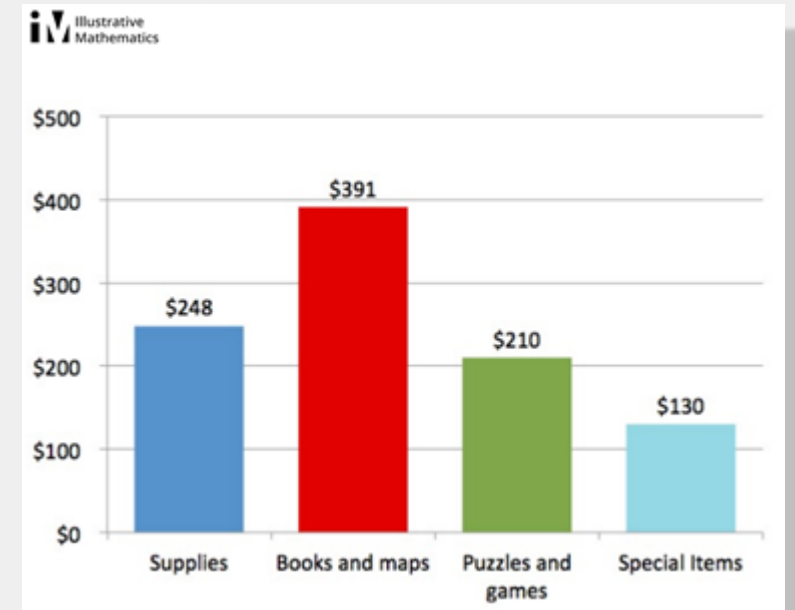 Illustrative
Mathematics
$500
$400
$300
$200
$100
$0
$248
$391
$210
$130
Supplies
Books and maps
Puzzles and
games
Special Items